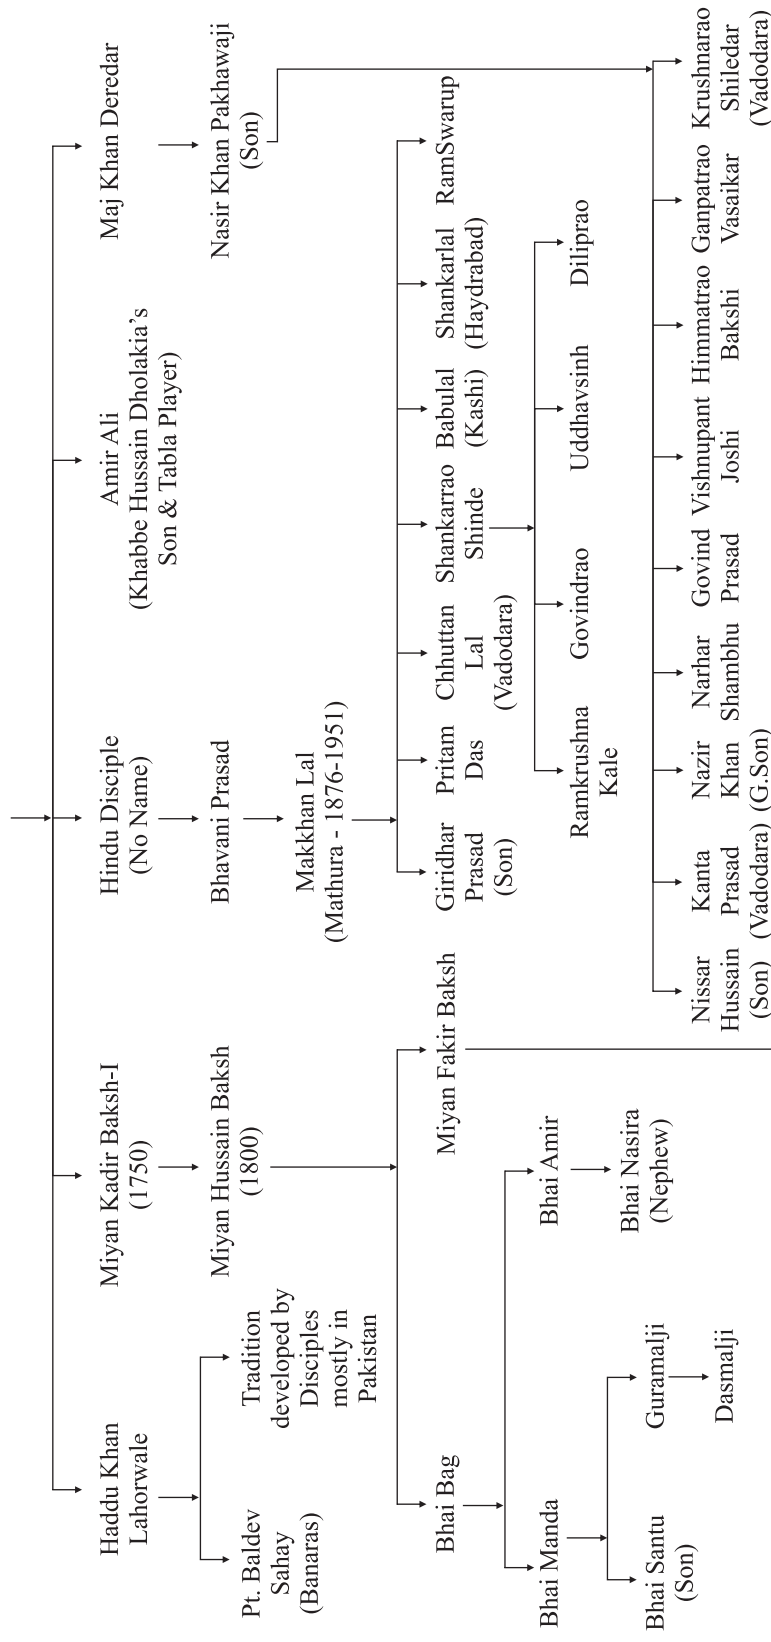 Haddu Khan
Lahorwale
Miyan Kadir Baksh-I
(1750)
Hindu Disciple
(No Name)
Amir Ali
(Khabbe Hussain Dholakia's
Son & Tabla Player)
Maj Khan Deredar
Pt. Baldev
Sahay
(Banaras)
Tradition
developed by
Disciples
mostly in
Pakistan
Miyan Hussain Baksh
(1800)
Bhavani Prasad
Nasir Khan Pakhawaji
(Son)
Makkhan Lal
(Mathura - 1876-1951)
Bhai Bag
Miyan Fakir Baksh
Giridhar
Prasad
(Son)
Pritam
Das
Chhuttan
Lal
(Vadodara)
Shankarrao
Shinde
Babulal
(Kashi)
Shankarlal
(Haydrabad)
RamSwarup
Bhai Manda
Bhai Amir
Ramkrushna
Kale
Govindrao
Uddhavsinh
Diliprao
Bhai Santu
(Son)
Guramalji
Bhai Nasira
(Nephew)
Dasmalji
Nissar
Hussain
(Son)
Kanta
Prasad
(Vadodara)
Nazir
Khan
(G.Son)
Narhar
Shambhu
Govind
Prasad
Vishnupant
Joshi
Himmatrao
Bakshi
Ganpatrao
Vasaikar
Krushnarao
Shiledar
(Vadodara)